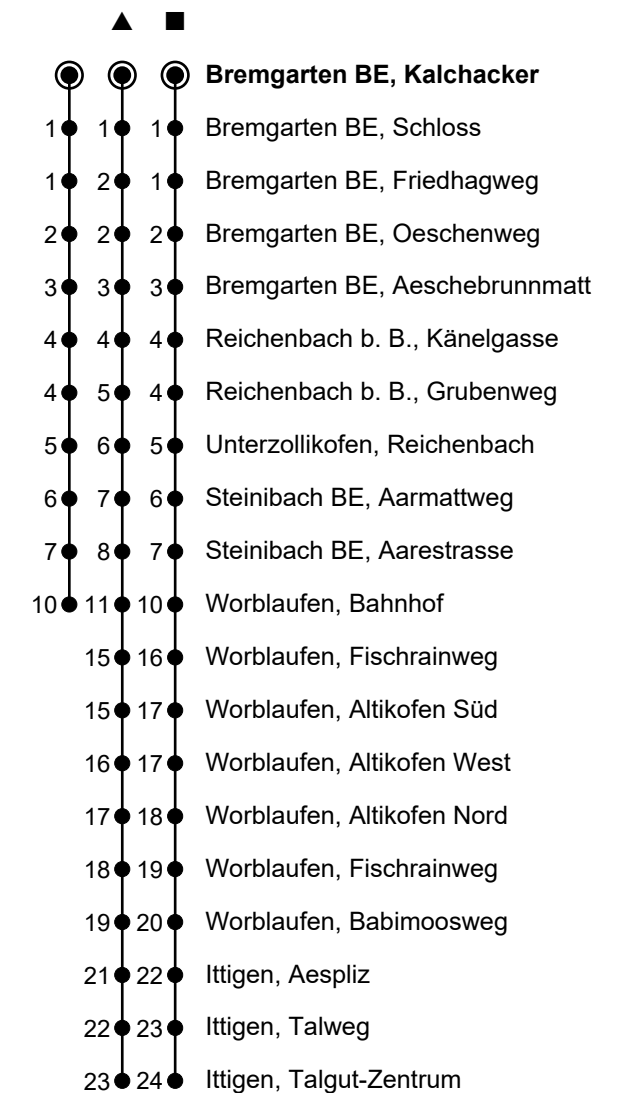 ▲ ■
Bremgarten BE, Kalchacker
1 1 1 Bremgarten BE, Schloss
1 2 1 Bremgarten BE, Friedhagweg
2 2 2 Bremgarten BE, Oeschenweg
3 3 3 Bremgarten BE, Aeschebrunnmatt
4 4 4 Reichenbach b. B., Känelgasse
4 5 4 Reichenbach b. B., Grubenweg
5 6 5 Unterzollikofen, Reichenbach
6 7 6 Steinibach BE, Aarmattweg
7 8 7 Steinibach BE, Aarestrasse
10 11 10 Worblaufen, Bahnhof
15 16 Worblaufen, Fischrainweg
15 17 Worblaufen, Altikofen Süd
16 17 Worblaufen, Altikofen West
17 18 Worblaufen, Altikofen Nord
18 19 Worblaufen, Fischrainweg
19 20 Worblaufen, Babimoosweg
21 22 Ittigen, Aespliz
22 23 Ittigen, Talweg
23 24 Ittigen, Talgut-Zentrum